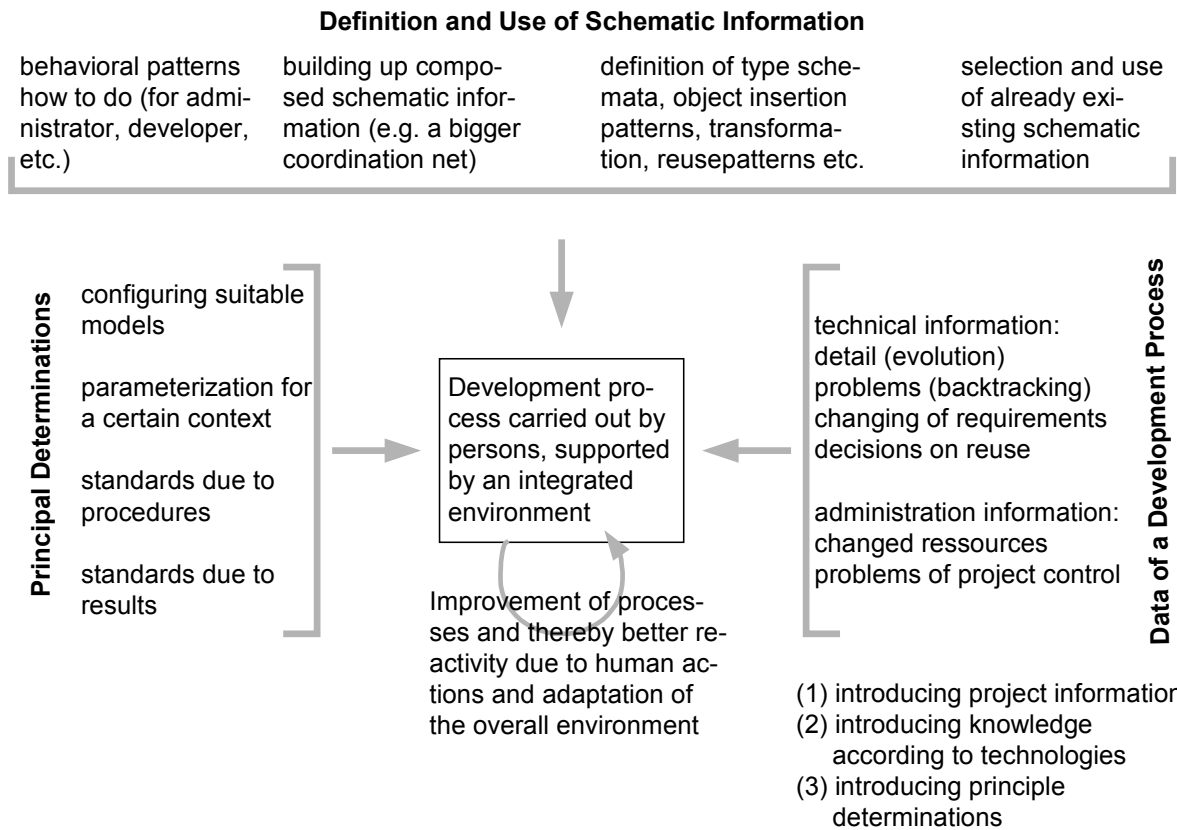 Definition and Use of Schematic Information
behavioral patterns
how to do (for admi-
nistrator, developer,
etc.)
building up compo-
sed schematic infor-
mation (e.g. a bigger
coordination net)
definition of type sche-
mata, object insertion
patterns, transforma-
tion, reusepatterns etc.
selection and use
of already exi-
sting schematic
information
Principal Determinations
configuring suitable
models
parameterization for
a certain context
standards due to
procedures
standards due to
results
Development pro-
cess carried out by
persons, supported
by an integrated
environment
Improvement of proces-
ses and thereby better re-
activity due to human ac-
tions and adaptation of
the overall environment
technical information:
detail (evolution)
problems (backtracking)
changing of requirements
decisions on reuse
administration information:
changed ressources
problems of project control
Data of a Development Process
(1) introducing project information
(2) introducing knowledge
according to technologies
(3) introducing principle
determinations